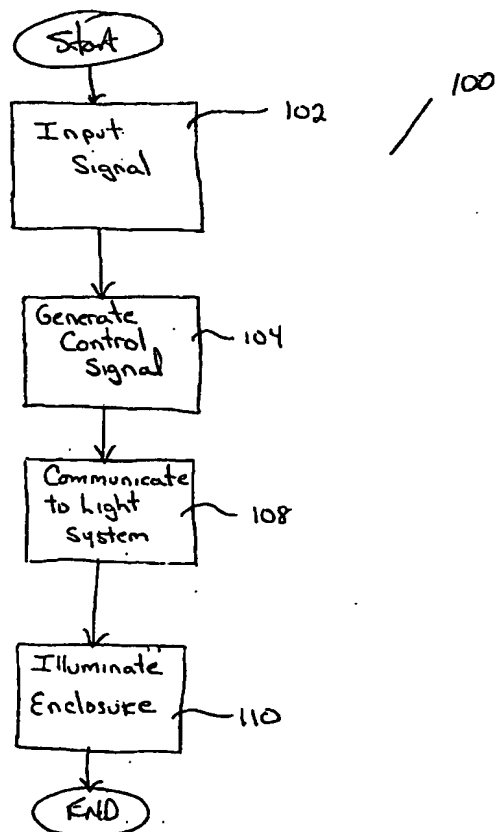 Start
100
Input
Signal
102
Generate
Control
Signal
104
Communicate
to Light
System
108
Illuminate
Enclosure
110
END